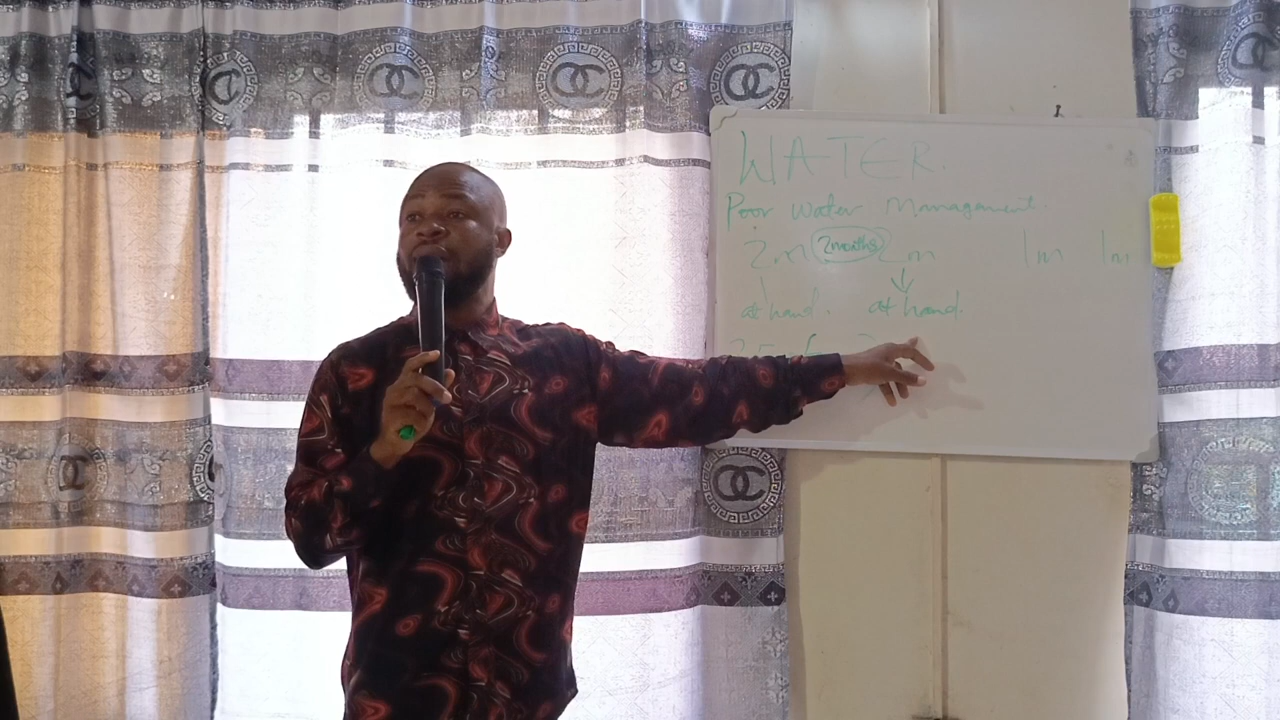 WATER.
Poor Water Management.
2m 2months 2m 1m 1m
at hand. at hand.